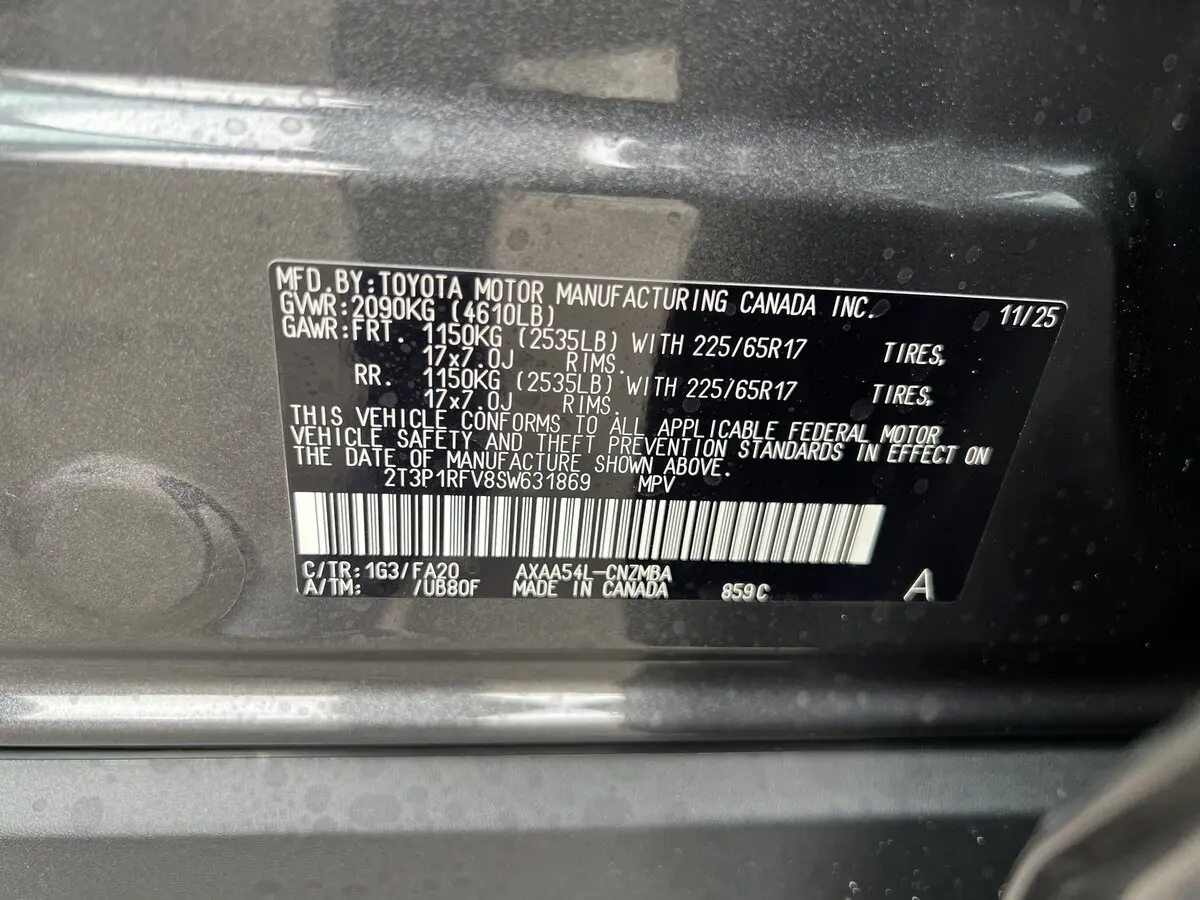 MFD.BY:TOYOTA MOTOR MANUFACTURING CANADA INC. 11/25
GVWR:2090KG (4610LB)
GAWR:FRT. 1150KG (2535LB) WITH 225/65R17 TIRES,
17x7.0J RIMS.
RR. 1150KG (2535LB) WITH 225/65R17 TIRES,
17x7.0J RIMS.
THIS VEHICLE CONFORMS TO ALL APPLICABLE FEDERAL MOTOR
VEHICLE SAFETY AND THEFT PREVENTION STANDARDS IN EFFECT ON
THE DATE OF MANUFACTURE SHOWN ABOVE.
2T3P1RFV8SW631869 MPV
C/TR:1G3/FA20 AXAA54L-CNZMBA
A/TM: /UB80F MADE IN CANADA 859C A